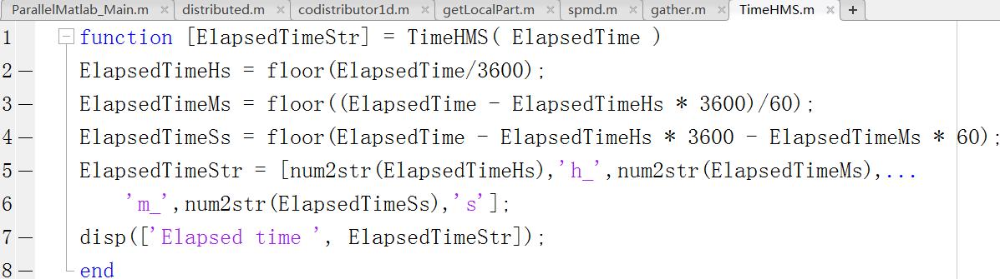 ParallelMatlab_Main.m × distributed.m × codistributor1d.m × getLocalPart.m × spmd.m × gather.m × TimeHMS.m × +
1 function [ElapsedTimeStr] = TimeHMS( ElapsedTime )
2 — ElapsedTimeHs = floor(ElapsedTime/3600);
3 — ElapsedTimeMs = floor((ElapsedTime - ElapsedTimeHs * 3600)/60);
4 — ElapsedTimeSs = floor(ElapsedTime - ElapsedTimeHs * 3600 - ElapsedTimeMs * 60);
5 — ElapsedTimeStr = [num2str(ElapsedTimeHs),'h_',num2str(ElapsedTimeMs),...
6 'm_',num2str(ElapsedTimeSs),'s'];
7 — disp(['Elapsed time ', ElapsedTimeStr]);
8 — end